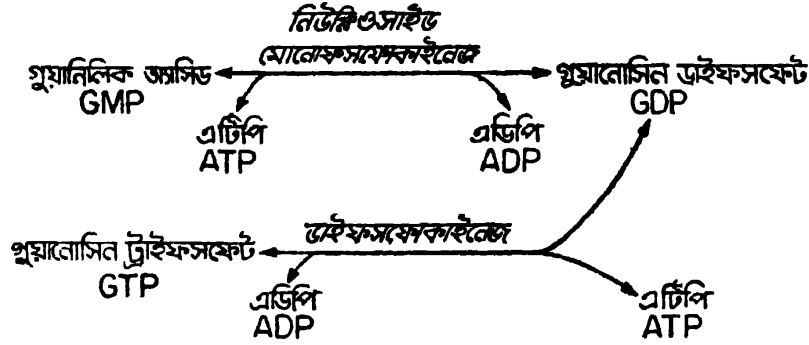 নিউক্লিওসাইড
মোনোফসফোকাইনেজ
গুয়ানিলিক অ্যাসিড
GMP
গুয়ানোসিন ডাইফসফেট
GDP
এটিপি
ATP
এডিপি
ADP
ডাইফসফোকাইনেজ
গুয়ানোসিন ট্রাইফসফেট
GTP
এডিপি
ADP
এটিপি
ATP